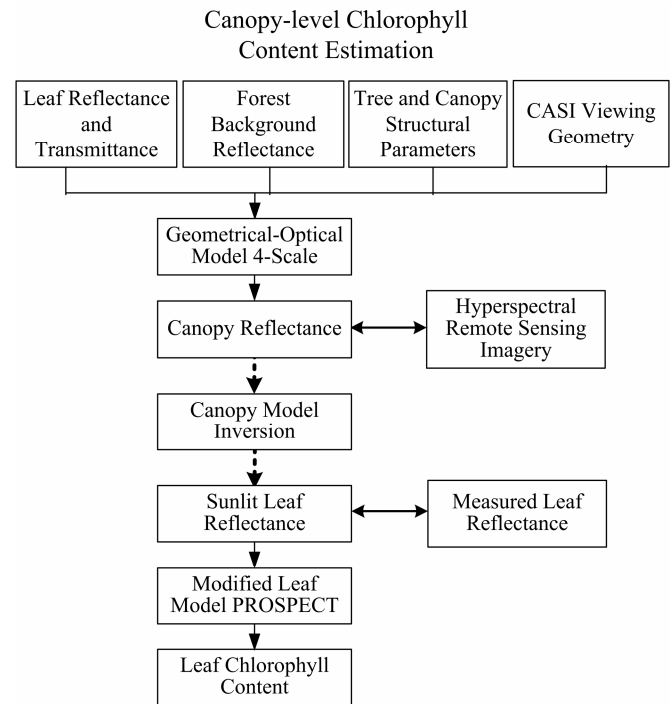 Canopy-level Chlorophyll
Content Estimation
Leaf Reflectance
and
Transmittance
Forest
Background
Reflectance
Tree and Canopy
Structural
Parameters
CASI Viewing
Geometry
Geometrical-Optical
Model 4-Scale
Canopy Reflectance
Hyperspectral
Remote Sensing
Imagery
Canopy Model
Inversion
Sunlit Leaf
Reflectance
Measured Leaf
Reflectance
Modified Leaf
Model PROSPECT
Leaf Chlorophyll
Content